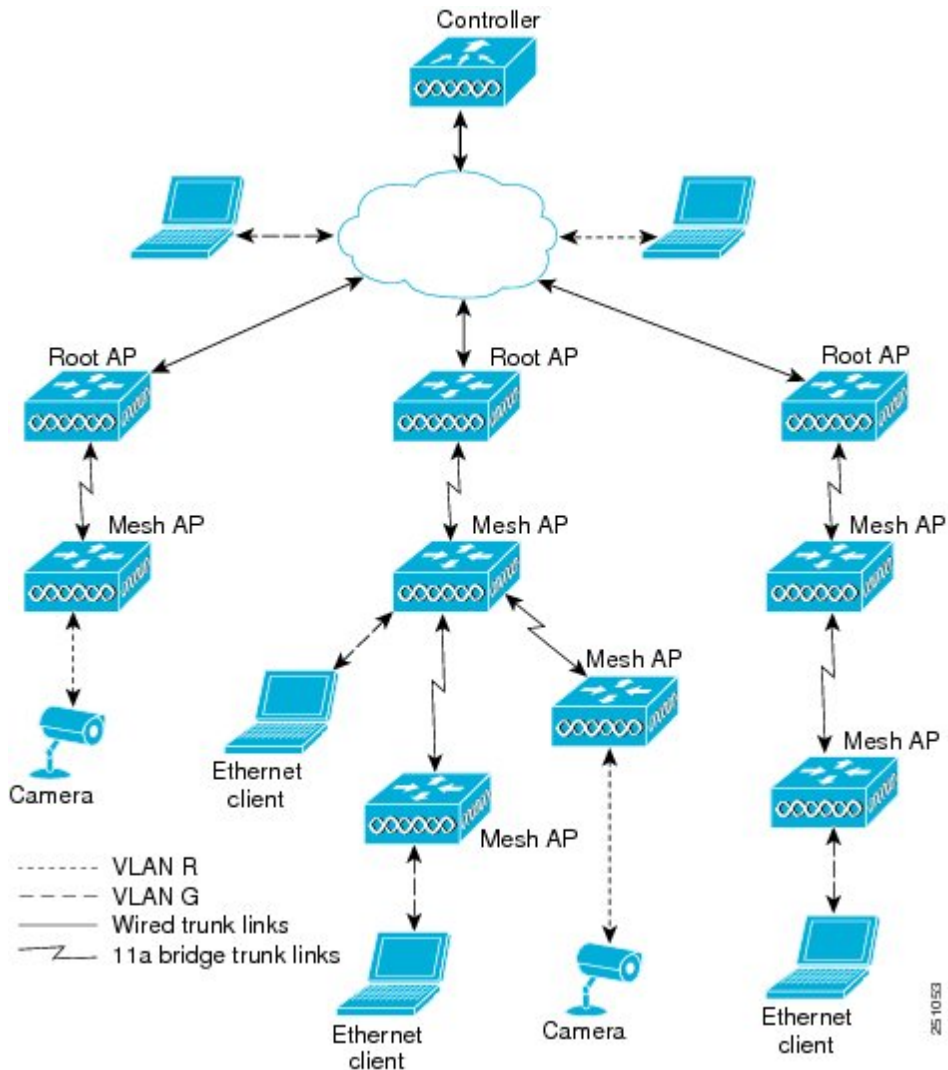 Controller
Root AP
Root AP
Root AP
Mesh AP
Mesh AP
Mesh AP
Mesh AP
Camera
Ethernet
client
Mesh AP
Mesh AP
VLAN R
VLAN G
Wired trunk links
11a bridge trunk links
Ethernet
client
Camera
Ethernet
client
251053